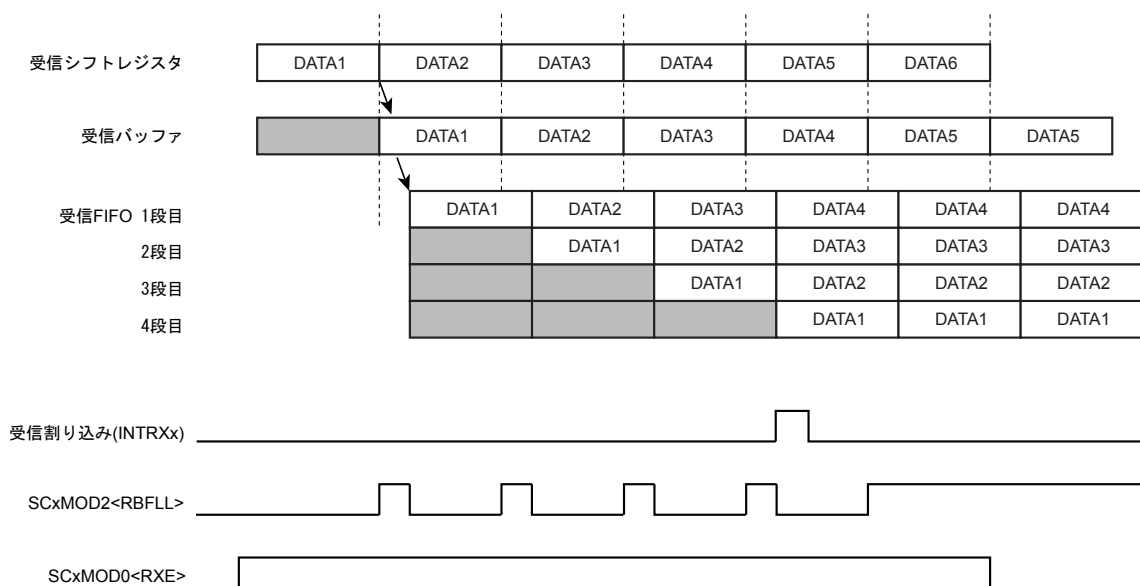 受信シフトレジスタ DATA1 DATA2 DATA3 DATA4 DATA5 DATA6
受信バッファ DATA1 DATA2 DATA3 DATA4 DATA5 DATA5
受信FIFO 1段目 DATA1 DATA2 DATA3 DATA4 DATA4 DATA4
2段目 DATA1 DATA2 DATA3 DATA3 DATA3
3段目 DATA1 DATA2 DATA2 DATA2
4段目 DATA1 DATA1 DATA1
受信割り込み(INTRXx)
SCxMOD2<RBFLL>
SCxMOD0<RXE>